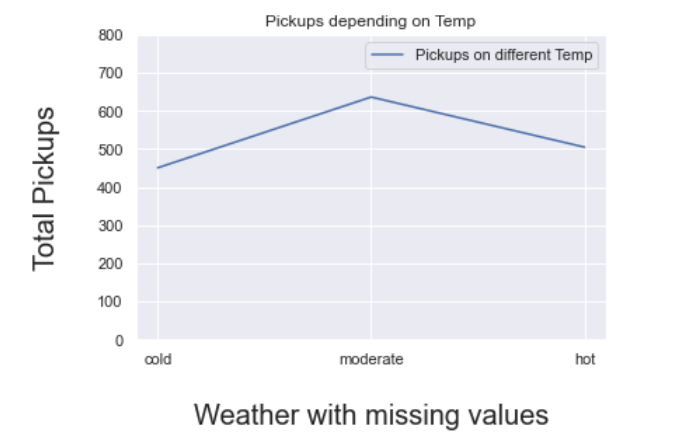 Pickups depending on Temp
800
Pickups on different Temp
700
600
500
400
300
200
100
0
Total Pickups
cold moderate hot
Weather with missing values